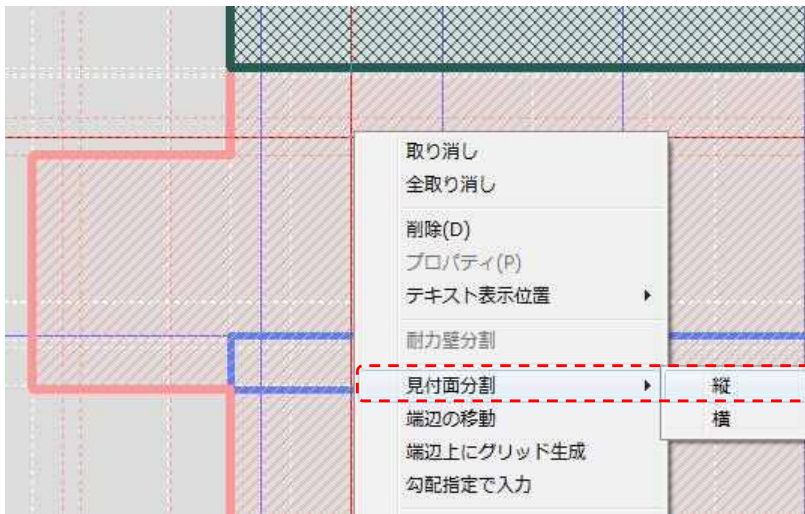 取り消し
全取り消し
削除(D)
プロパティ(P)
テキスト表示位置
耐力壁分割
見付面分割
縦
横
端辺の移動
端辺上にグリッド生成
勾配指定で入力